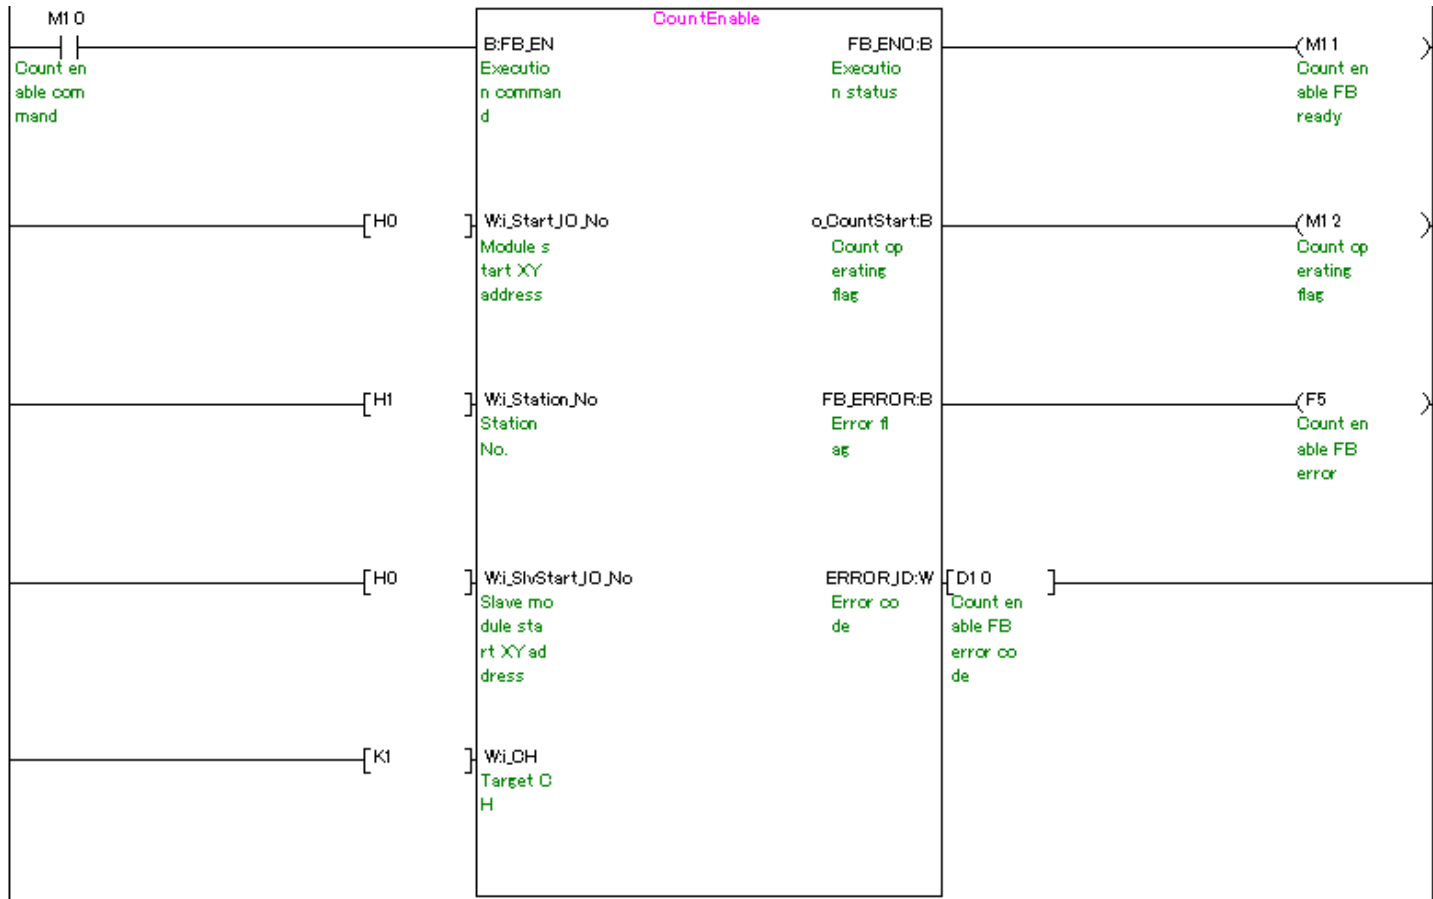 M10
CountEnable
B:FB_EN
FB_ENO:B
M11
Count en
able com
mand
Executio
n comman
d
Executio
n status
Count en
able FB
ready
H0
W:i_Start_IO_No
o_CountStart:B
M12
Module s
tart XY
address
Count op
erating
flag
Count op
erating
flag
H1
W:i_Station_No
FB_ERROR:B
F5
Station
No.
Error fl
ag
Count en
able FB
error
H0
W:i_SlvStart_IO_No
ERROR_ID:W
D10
Slave mo
dule sta
rt XY ad
dress
Error co
de
Count en
able FB
error co
de
K1
W:i_CH
Target C
H